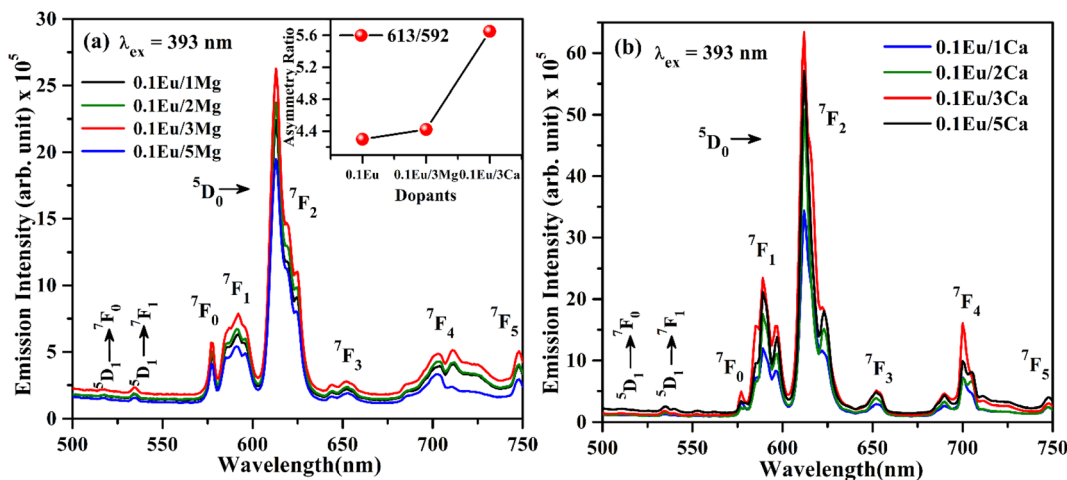 (a) λex = 393 nm
0.1Eu/1Mg
0.1Eu/2Mg
0.1Eu/3Mg
0.1Eu/5Mg
613/592
Asymmetry Ratio
5.6
5.2
4.8
4.4
0.1Eu 0.1Eu/3Mg 0.1Eu/3Ca
Dopants
⁵D₀ →
⁷F₂
⁷F₁
⁷F₀
⁷F₃
⁷F₄
⁷F₅
⁵D₁ → ⁷F₀
⁵D₁ → ⁷F₁
Emission Intensity (arb. unit) x 10⁵
30
25
20
15
10
5
0
500 550 600 650 700 750
Wavelength(nm)
(b) λex = 393 nm
0.1Eu/1Ca
0.1Eu/2Ca
0.1Eu/3Ca
0.1Eu/5Ca
⁵D₀ →
⁷F₂
⁷F₁
⁷F₀
⁷F₃
⁷F₄
⁷F₅
⁵D₁ → ⁷F₀
⁵D₁ → ⁷F₁
Emission Intensity (arb. unit) x 10⁵
60
50
40
30
20
10
0
500 550 600 650 700 750
Wavelength(nm)